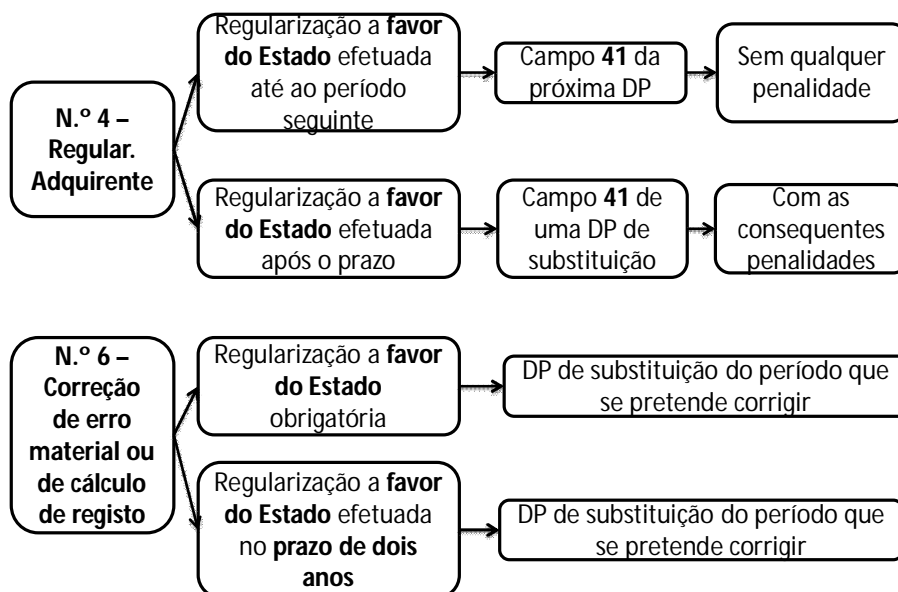 N.º 4 –
Regular.
Adquirente
Regularização a favor
do Estado efetuada
até ao período
seguinte
Campo 41 da
próxima DP
Sem qualquer
penalidade
Regularização a favor
do Estado efetuada
após o prazo
Campo 41 de
uma DP de
substituição
Com as
consequentes
penalidades
N.º 6 –
Correção
de erro
material ou
de cálculo
de registo
Regularização a favor
do Estado
obrigatória
DP de substituição do período que
se pretende corrigir
Regularização a favor
do Estado efetuada
no prazo de dois
anos
DP de substituição do período que
se pretende corrigir